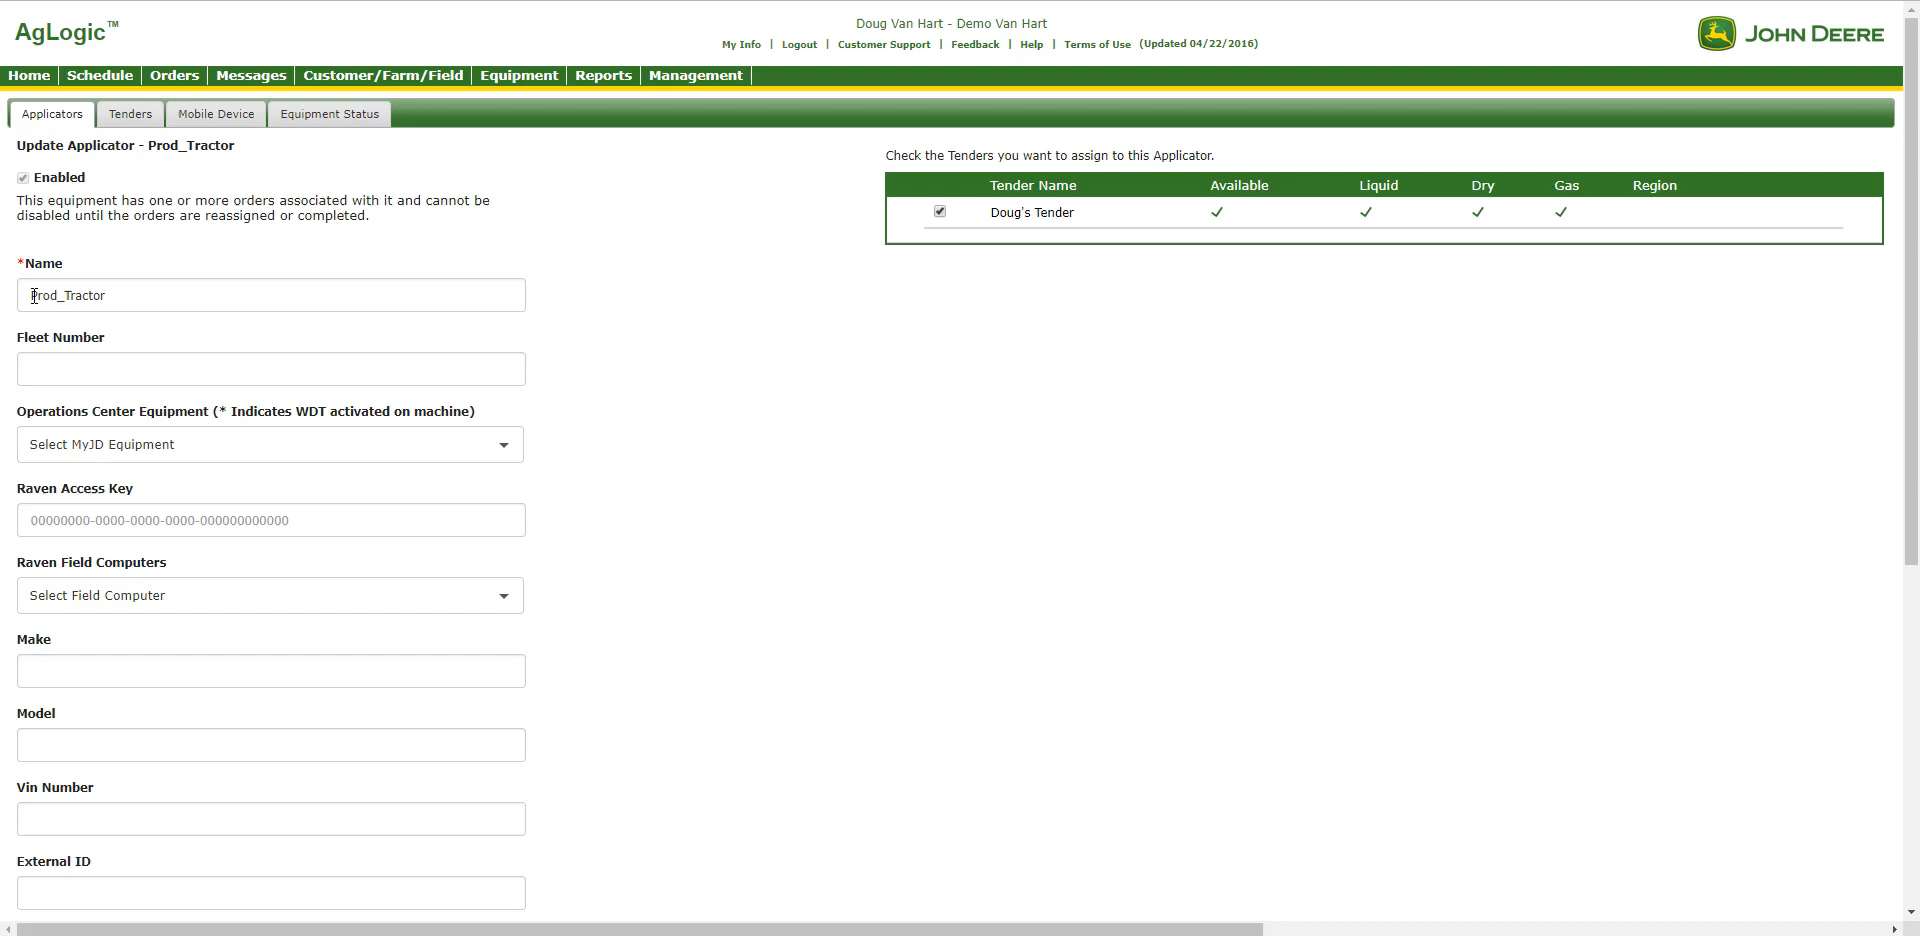 AgLogic™
Doug Van Hart - Demo Van Hart
My Info | Logout | Customer Support | Feedback | Help | Terms of Use (Updated 04/22/2016)
JOHN DEERE
Home Schedule Orders Messages Customer/Farm/Field Equipment Reports Management
Applicators Tenders Mobile Device Equipment Status
Update Applicator - Prod_Tractor
Enabled
This equipment has one or more orders associated with it and cannot be
disabled until the orders are reassigned or completed.
*Name
Prod_Tractor
Fleet Number
Operations Center Equipment (* Indicates WDT activated on machine)
Select MyJD Equipment
Raven Access Key
00000000-0000-0000-0000-000000000000
Raven Field Computers
Select Field Computer
Make
Model
Vin Number
External ID
Check the Tenders you want to assign to this Applicator.
Tender Name Available Liquid Dry Gas Region
Doug's Tender